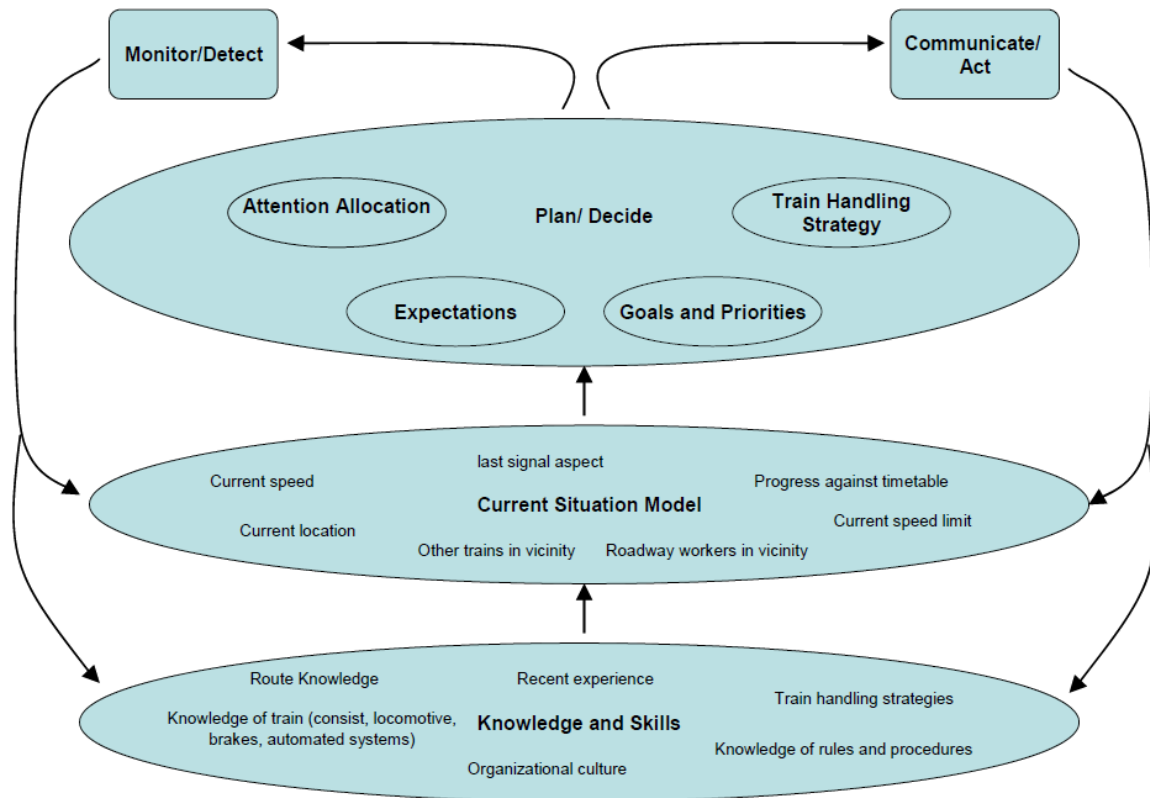 Monitor/Detect
Communicate/
Act
Attention Allocation
Plan/ Decide
Train Handling
Strategy
Expectations
Goals and Priorities
last signal aspect
Current speed
Progress against timetable
Current Situation Model
Current location
Current speed limit
Other trains in vicinity
Roadway workers in vicinity
Route Knowledge
Recent experience
Train handling strategies
Knowledge of train (consist, locomotive,
brakes, automated systems)
Knowledge and Skills
Knowledge of rules and procedures
Organizational culture